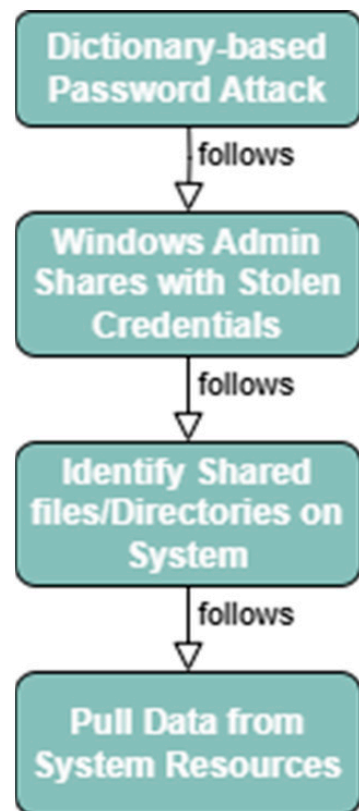 Dictionary-based
Password Attack
follows
Windows Admin
Shares with Stolen
Credentials
follows
Identify Shared
files/Directories on
System
follows
Pull Data from
System Resources